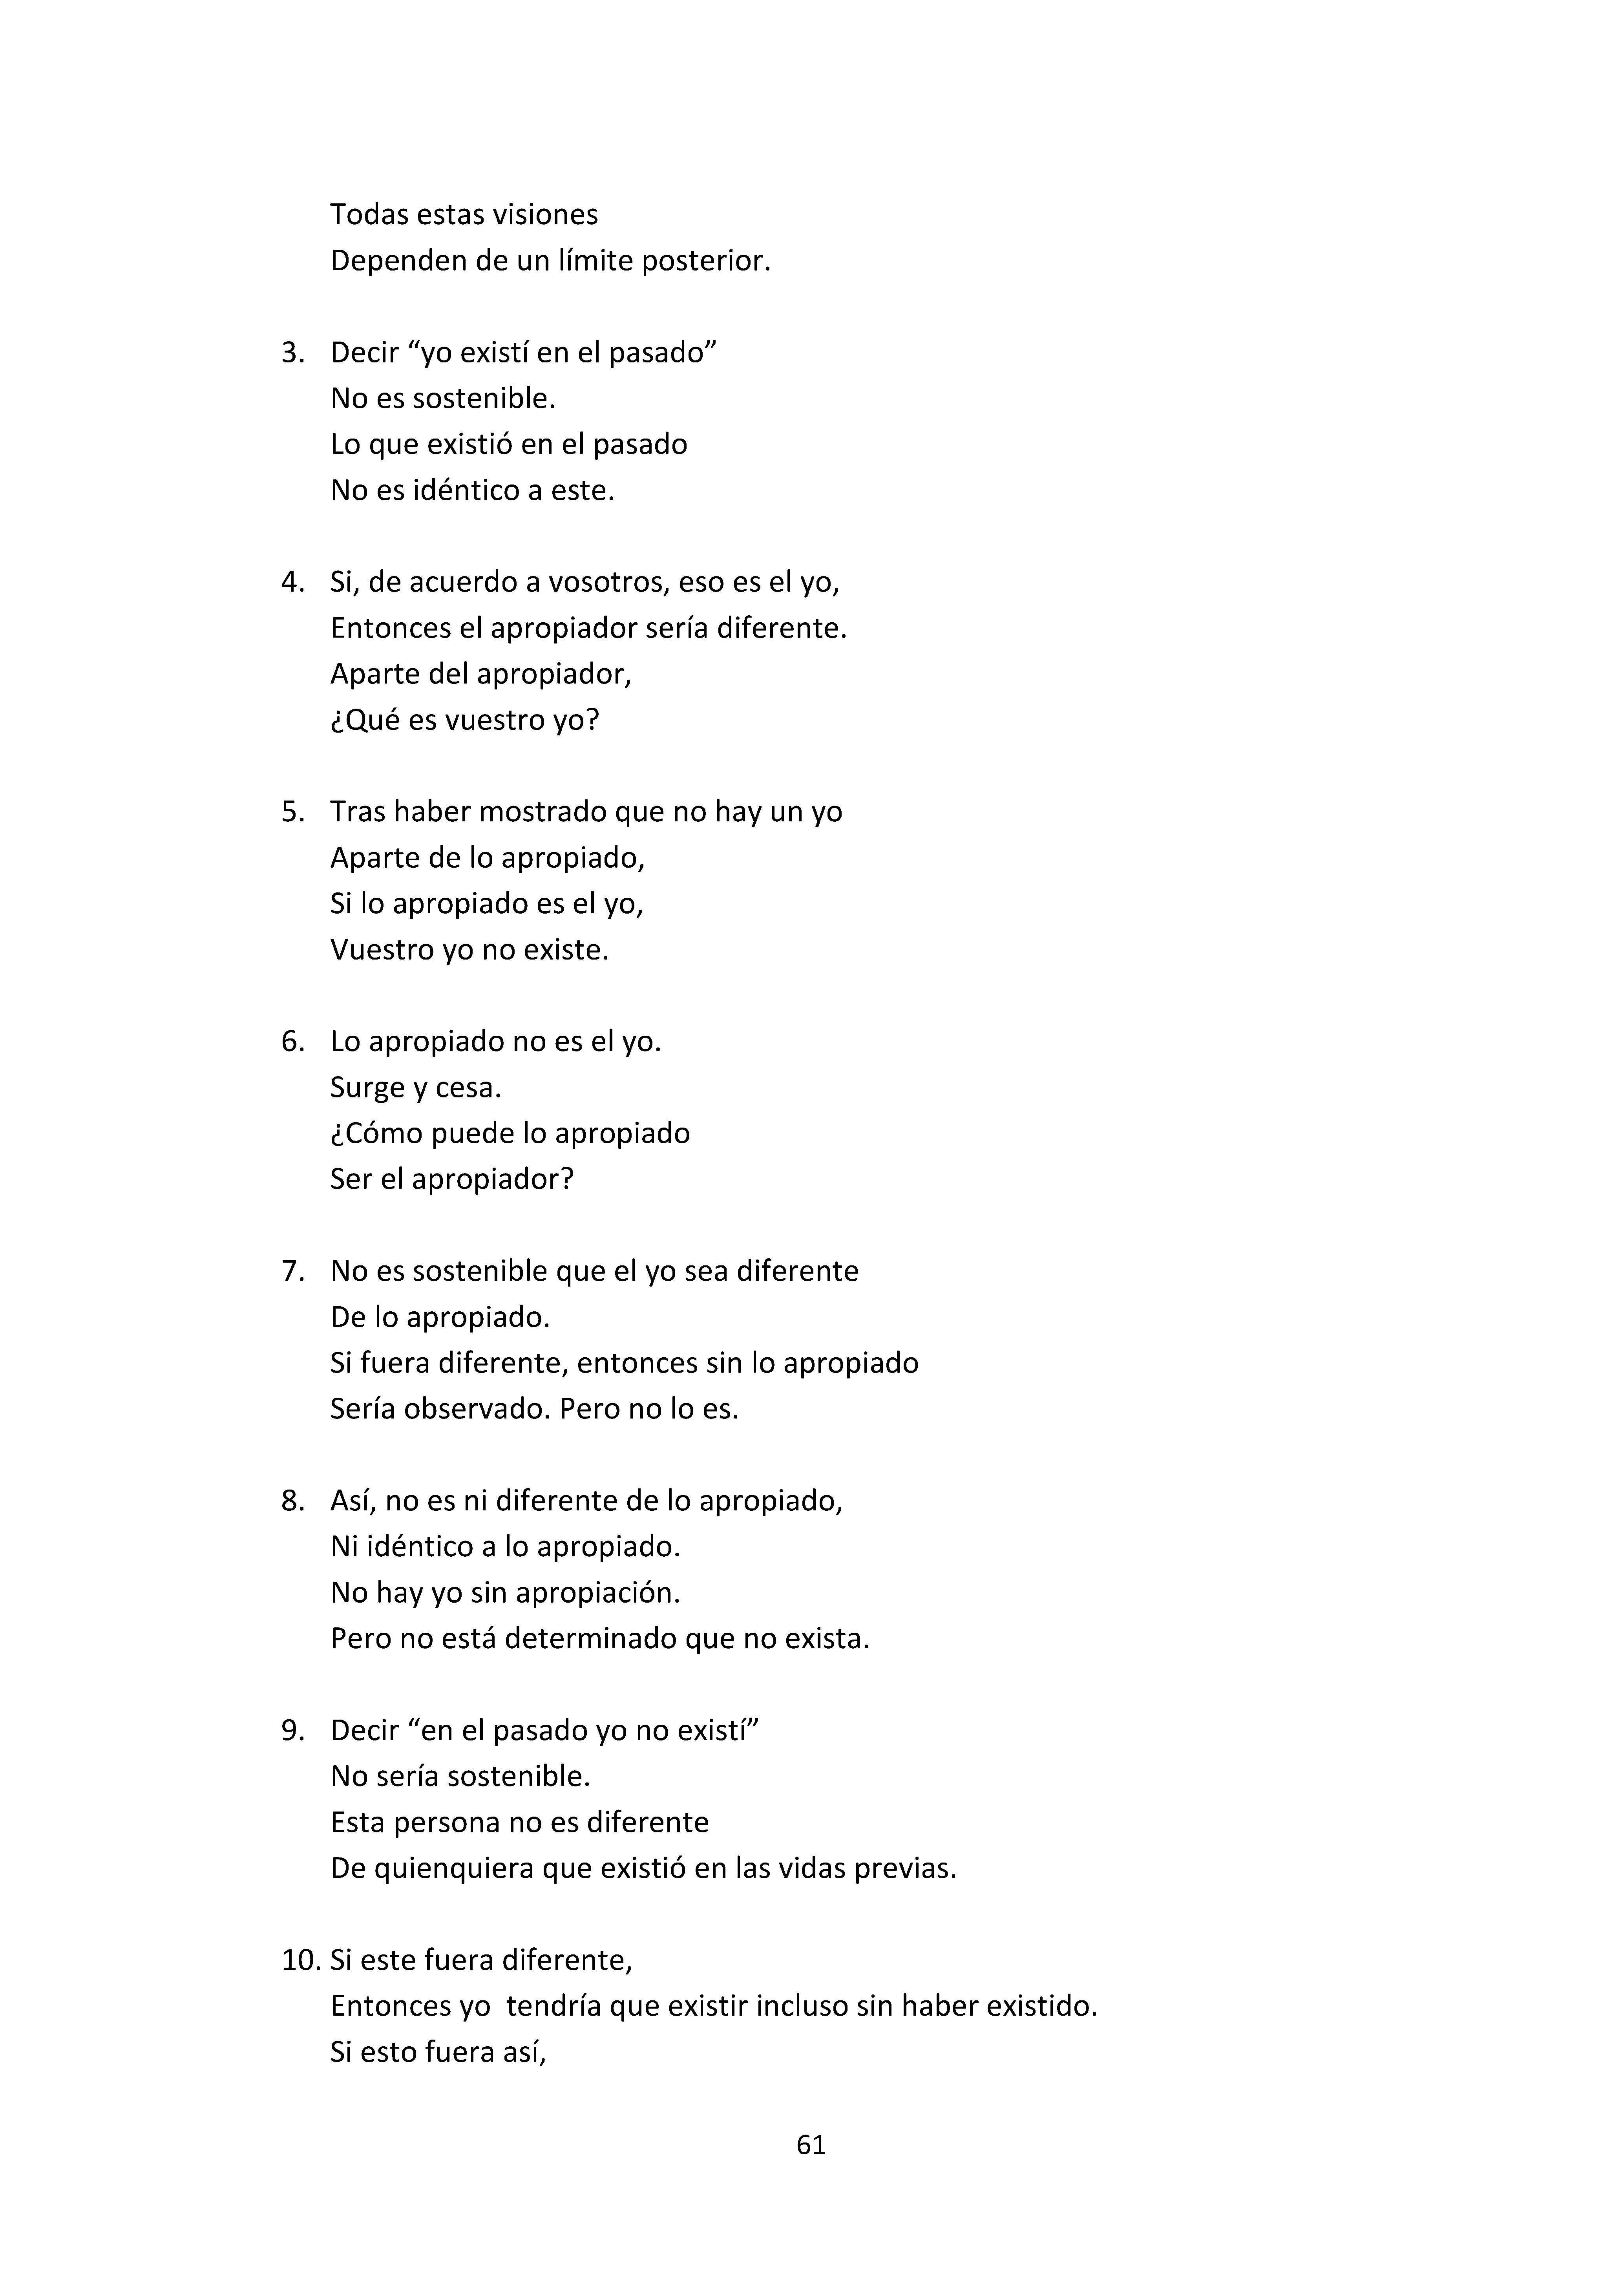 Todas estas visiones
Dependen de un límite posterior.
3. Decir “yo existí en el pasado”
No es sostenible.
Lo que existió en el pasado
No es idéntico a este.
4. Si, de acuerdo a vosotros, eso es el yo,
Entonces el apropiador sería diferente.
Aparte del apropiador,
¿Qué es vuestro yo?
5. Tras haber mostrado que no hay un yo
Aparte de lo apropiado,
Si lo apropiado es el yo,
Vuestro yo no existe.
6. Lo apropiado no es el yo.
Surge y cesa.
¿Cómo puede lo apropiado
Ser el apropiador?
7. No es sostenible que el yo sea diferente
De lo apropiado.
Si fuera diferente, entonces sin lo apropiado
Sería observado. Pero no lo es.
8. Así, no es ni diferente de lo apropiado,
Ni idéntico a lo apropiado.
No hay yo sin apropiación.
Pero no está determinado que no exista.
9. Decir “en el pasado yo no existí”
No sería sostenible.
Esta persona no es diferente
De quienquiera que existió en las vidas previas.
10. Si este fuera diferente,
Entonces yo  tendría que existir incluso sin haber existido.
Si esto fuera así,
61